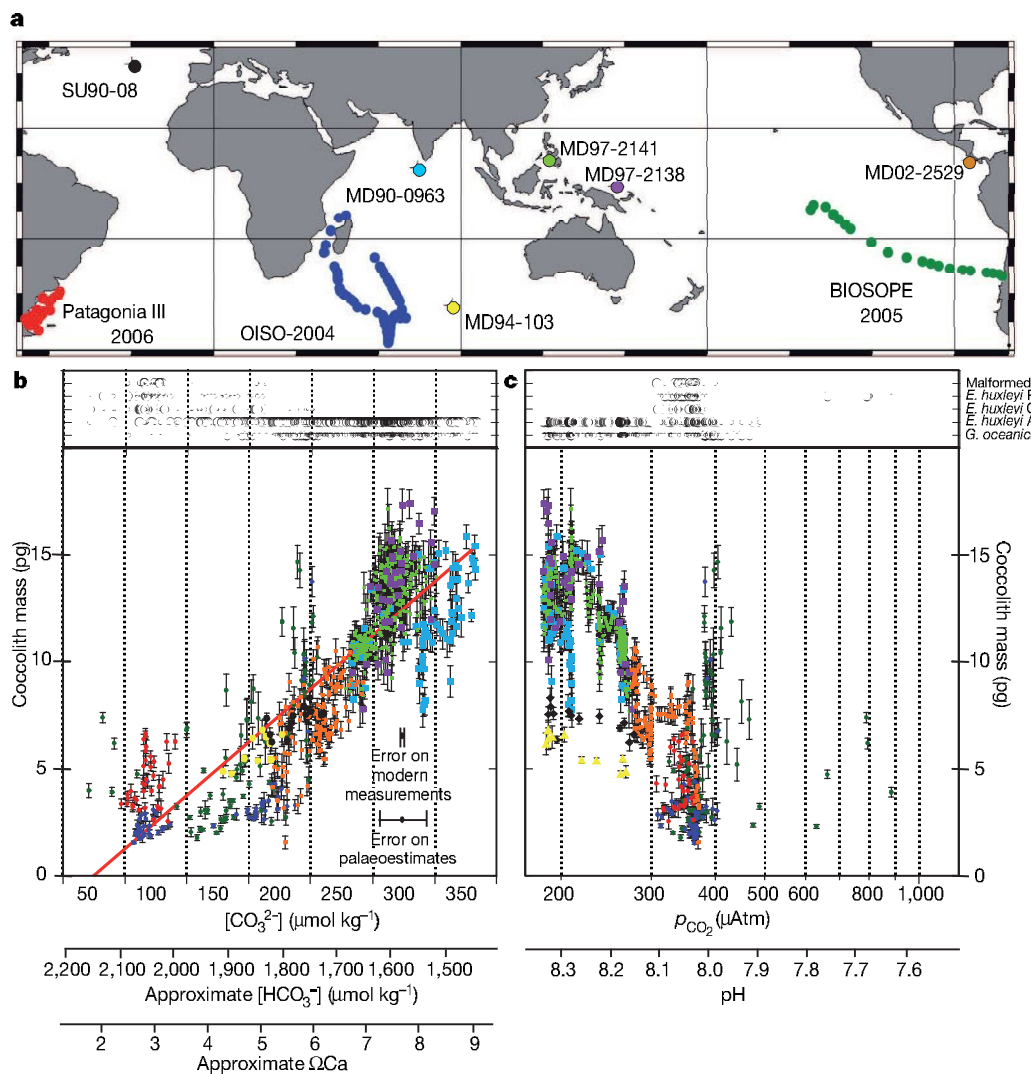 a
SU90-08
MD90-0963
MD97-2141
MD97-2138
MD02-2529
Patagonia III
2006
OISO-2004
MD94-103
BIOSOPE
2005
b
c
Malformed
E. huxleyi
E. huxleyi
E. huxleyi
G. oceanic
Coccolith mass (pg)
15
10
5
0
Error on
modern
measurements
Error on
palaeoestimates
50 100 150 200 250 300 350
[CO₃²⁻] (µmol kg⁻¹)
2,200 2,100 2,000 1,900 1,800 1,700 1,600 1,500
Approximate [HCO₃⁻] (µmol kg⁻¹)
2 3 4 5 6 7 8 9
Approximate ΩCa
15
10
5
0
Coccolith mass (pg)
200 300 400 500 600 700 800 1,000
pCO₂ (µAtm)
8.3 8.2 8.1 8.0 7.9 7.8 7.7 7.6
pH